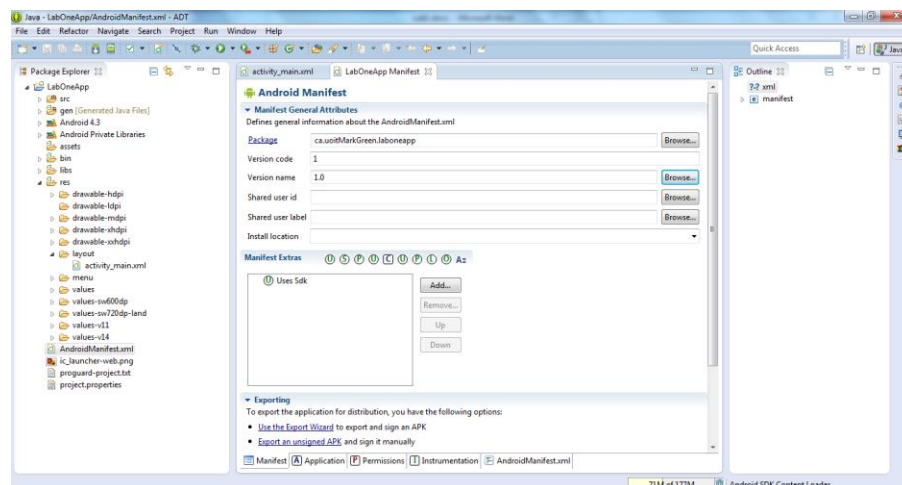 Java - LabOneApp/AndroidManifest.xml - ADT
File Edit Refactor Navigate Search Project Run Window Help
Quick Access
Java
Package Explorer
LabOneApp
src
gen [Generated Java Files]
Android 4.3
Android Private Libraries
assets
bin
libs
res
drawable-hdpi
drawable-ldpi
drawable-mdpi
drawable-xhdpi
drawable-xxhdpi
layout
activity_main.xml
menu
values
values-sw600dp
values-sw720dp-land
values-v11
values-v14
AndroidManifest.xml
ic_launcher-web.png
proguard-project.txt
project.properties
activity_main.xml
LabOneApp Manifest
Android Manifest
Manifest General Attributes
Defines general information about the AndroidManifest.xml
Package ca.uoitMarkGreen.laboneapp Browse...
Version code 1
Version name 1.0 Browse...
Shared user id Browse...
Shared user label Browse...
Install location
Manifest Extras U S P U C U P L O Az
U Uses Sdk
Add...
Remove...
Up
Down
Exporting
To export the application for distribution, you have the following options:
Use the Export Wizard to export and sign an APK
Export an unsigned APK and sign it manually
Manifest A Application P Permissions I Instrumentation AndroidManifest.xml
Outline
?-? xml
e manifest
71M of 177M
Android SDK Content Loader